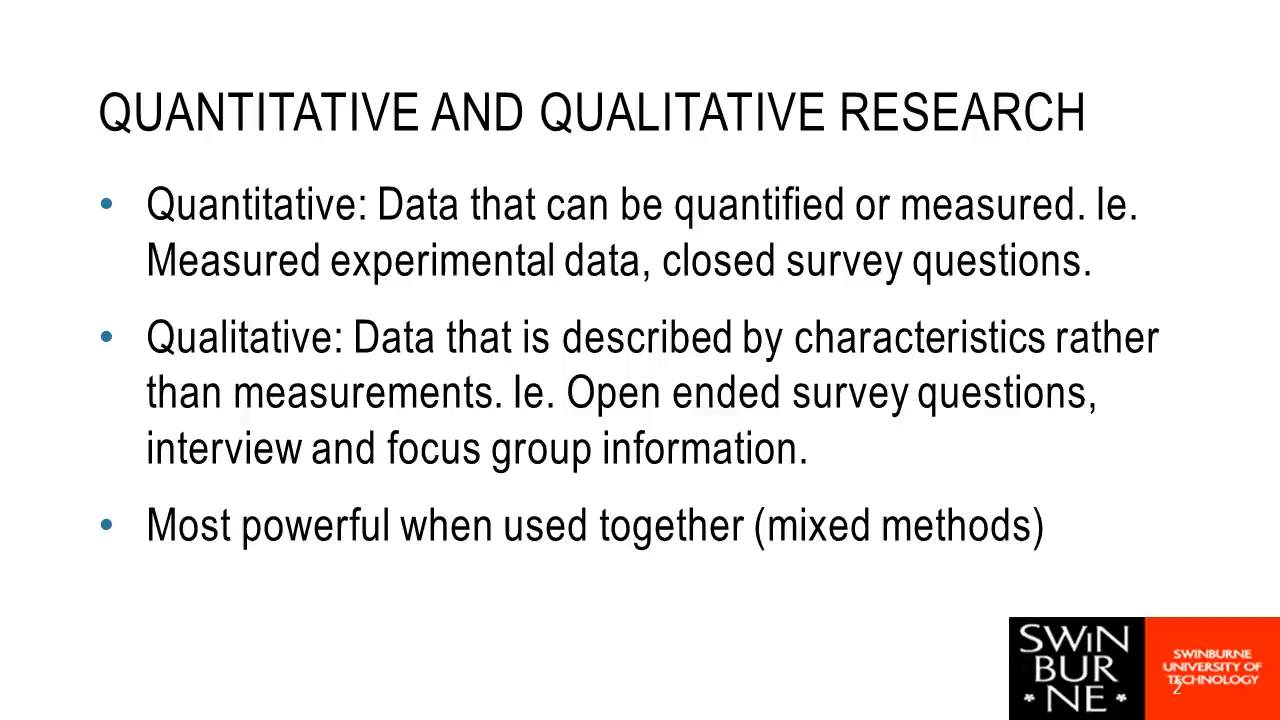 QUANTITATIVE AND QUALITATIVE RESEARCH
• Quantitative: Data that can be quantified or measured. Ie.
Measured experimental data, closed survey questions.
• Qualitative: Data that is described by characteristics rather
than measurements. Ie. Open ended survey questions,
interview and focus group information.
• Most powerful when used together (mixed methods)
SWIN
BUR
NE
SWINBURNE
UNIVERSITY OF
TECHNOLOGY
2